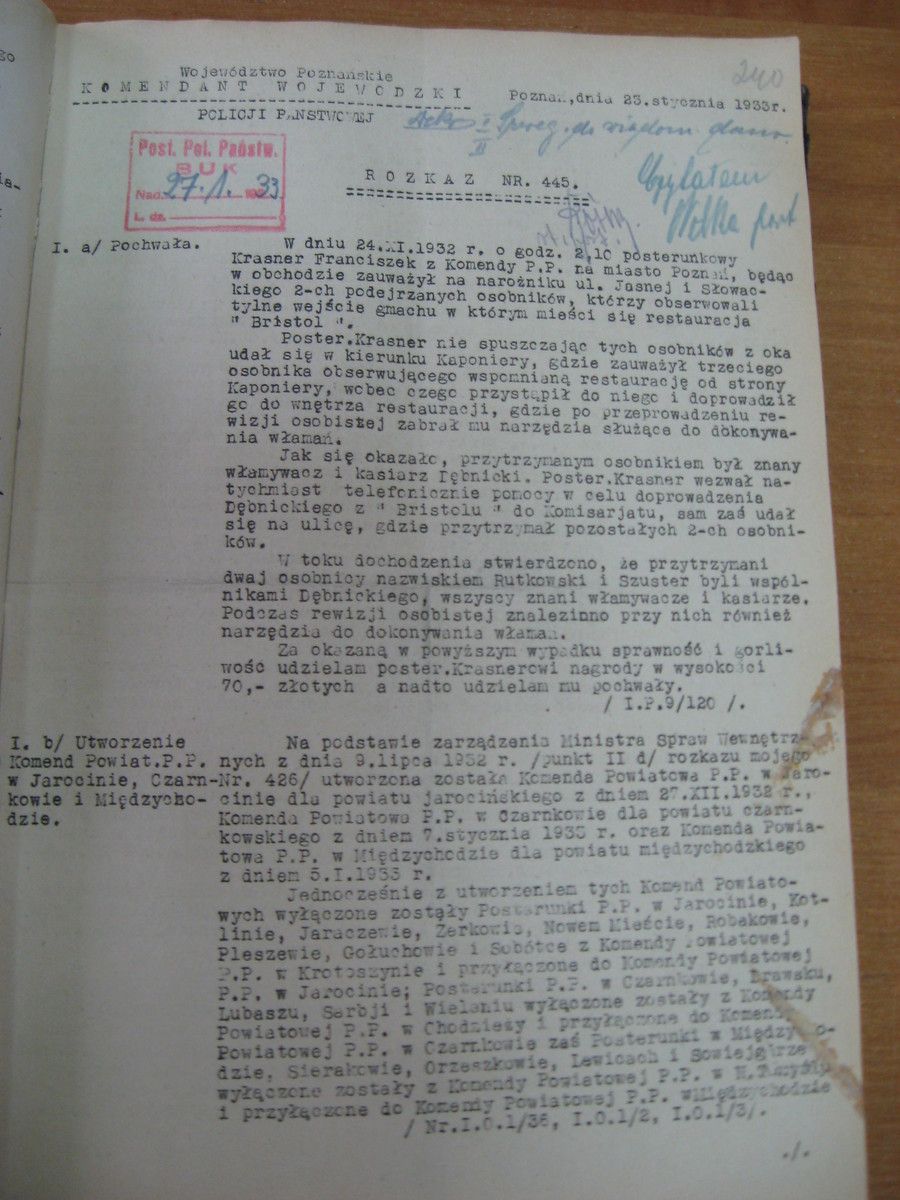 240
Województwo Poznańskie
KOMENDANT WOJEWODZKI
POLICJI PAŃSTWOWEJ
Poznań,dnia 23.stycznia 1933r.
do wiadom.
Post. Pol. Państw.
BUK
Nad. 27.1. 1933
L. dz.
Czytałem
ROZKAZ NR. 445.
I. a/ Pochwała.
W dniu 24.XI.1932 r. o godz. 2,10 posterunkowy
Krasner Franciszek z Komendy P.P. na miasto Poznań, będąc
w obchodzie zauważył na narożniku ul. Jasnej i Słowac-
kiego 2-ch podejrzanych osobników, którzy obserwowali
tylne wejście gmachu w którym mieści się restauracja
" Bristol ".
Poster.Krasner nie spuszczając tych osobników z oka
udał się w kierunku Kaponiery, gdzie zauważył trzeciego
osobnika obserwującego wspomnianą restaurację od strony
Kaponiery, wobec czego przystąpił do niego i doprowadził
go do wnętrza restauracji, gdzie po przeprowadzeniu re-
wizji osobistej zabrał mu narzędzia służące do dokonywa-
nia włamań.
Jak się okazało, przytrzymanym osobnikiem był znany
włamywacz i kasiarz Dębnicki. Poster.Krasner wezwał na-
tychmiast telefonicznie pomocy w celu doprowadzenia
Dębnickiego z " Bristolu " do Komisarjatu, sam zaś udał
się na ulicę, gdzie przytrzymał pozostałych 2-ch osobni-
ków.
W toku dochodzenia stwierdzono, że przytrzymani
dwaj osobnicy nazwiskiem Rutkowski i Szuster byli wspól-
nikami Dębnickiego, wszyscy znani włamywacze i kasiarze.
Podczas rewizji osobistej znalezinno przy nich również
narzędzia do dokonywania włamań.
Za okazaną w powyższym wypadku sprawność i gorli-
wość udzielam poster.Krasnerowi nagrody w wysokości
70,- złotych a nadto udzielam mu pochwały.
/ I.P.9/120 /.
I. b/ Utworzenie
Komend Powiat.P.P.
w Jarocinie, Czarn-
kowie i Międzycho-
dzie.
Na podstawie zarządzenia Ministra Spraw Wewnętrz-
nych z dnia 9.lipca 1932 r. /punkt II d/ rozkazu mojego
Nr. 426/ utworzona została Komenda Powiatowa P.P. w Jaro-
cinie dla powiatu jarocińskiego z dniem 27.XII.1932 r.,
Komenda Powiatowa P.P. w Czarnkowie dla powiatu czarn-
kowskiego z dniem 7.stycznia 1933 r. oraz Komenda Powia-
towa P.P. w Międzychodzie dla powiatu międzychodzkiego
z dniem 5.I.1933 r.
Jednocześnie z utworzeniem tych Komend Powiato-
wych wyłączone zostąły Posterunki P.P. w Jarocinie, Kot-
linie, Jaraczewie, Żerkowie, Nowem Mieście, Robakowie,
Pleszewie, Gołuchowie i Sobótce z Komendy Powiatowej
P.P. w Krotoszynie i przyłączone do Komendy Powiatowej
P.P. w Jarocinie; Posterunki P.P. w Czarnkowie, Drawsku,
Lubaszu, Sarbji i Wieleniu wyłączone zostały z Komendy
Powiatowej P.P. w Chodzieży i przyłączone do Komendy
Powiatowej P.P. w Czarnkowie zaś Posterunki w Międzycho-
dzie, Sierakowie, Orzeszkowie, Lewicach i Sowiejgórze
wyłączone zostały z Komendy Powiatowej P.P. w N.Tomyślu
i przyłączone do Komendy Powiatowej P.P. wMiędzychodzie
/ Nr.I.O.1/36, I.O.1/2, I.O.1/3/.
./.